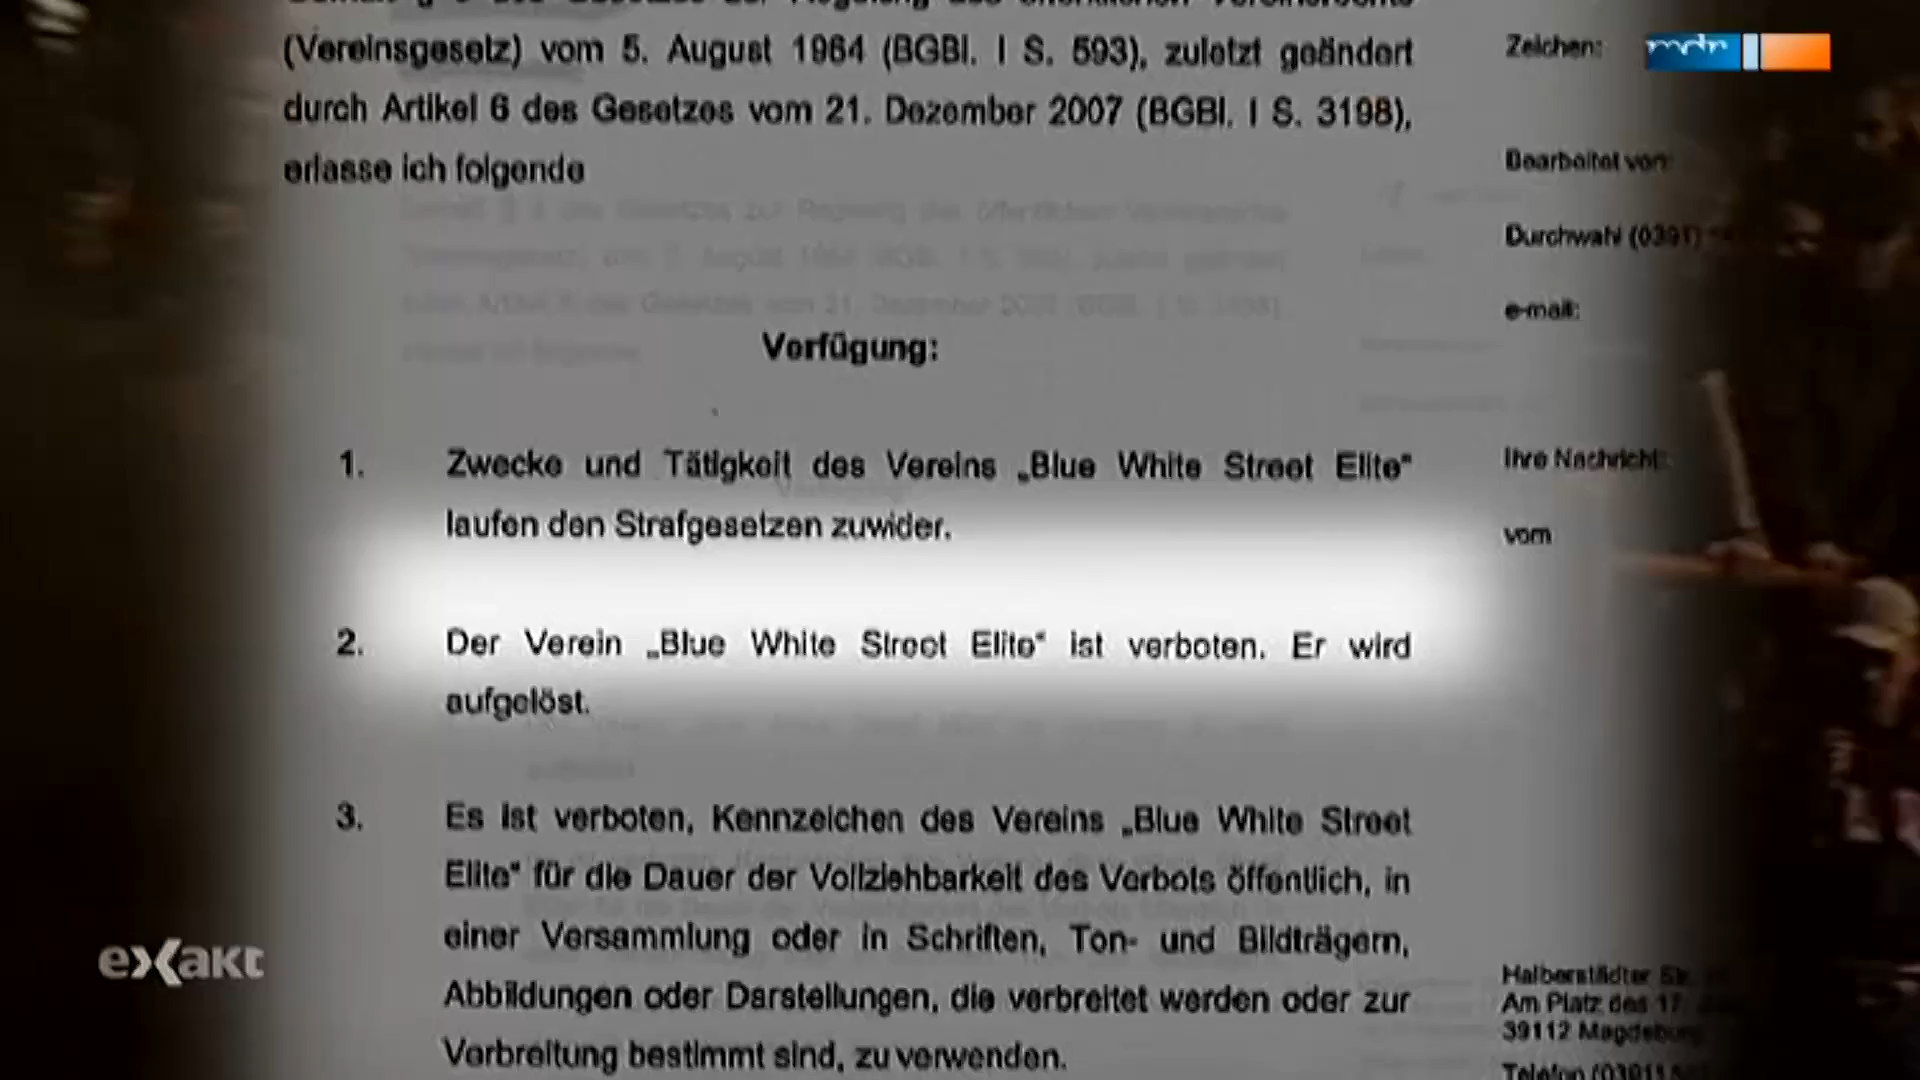 (Vereinsgesetz) vom 5. August 1964 (BGBl. I S. 593), zuletzt geändert
durch Artikel 6 des Gesetzes vom 21. Dezember 2007 (BGBl. I S. 3198),
erlasse ich folgende
Verfügung:
1. Zwecke und Tätigkeit des Vereins „Blue White Street Elite“
laufen den Strafgesetzen zuwider.
2. Der Verein „Blue White Street Elite“ ist verboten. Er wird
aufgelöst.
3. Es ist verboten, Kennzeichen des Vereins „Blue White Street
Elite“ für die Dauer der Vollziehbarkeit des Verbots öffentlich, in
einer Versammlung oder in Schriften, Ton- und Bildträgern,
Abbildungen oder Darstellungen, die verbreitet werden oder zur
Verbreitung bestimmt sind, zu verwenden.
Zeichen:
Bearbeitet von:
Durchwahl (0391)
e-mail:
Ihre Nachricht:
vom
Halberstädter
Am Platz des 17.
39112 Magdeburg
Telefon (0391)
mdr
exakt